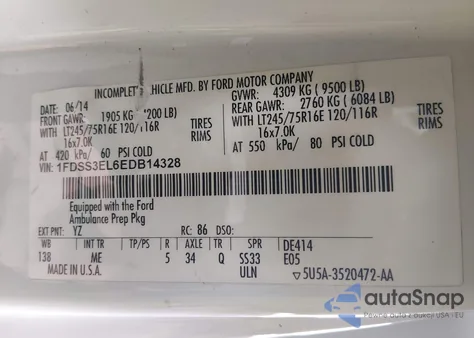 INCOMPLET HICLE MFD. BY FORD MOTOR COMPANY
DATE: 06/14 GVWR: 4309 KG ( 9500 LB)
FRONT GAWR: 1905 KG 200 LB) REAR GAWR: 2760 KG ( 6084 LB)
WITH LT245/75R16E 120/116R TIRES WITH LT245/75R16E 120/116R TIRES
16x7.0K RIMS 16x7.0K RIMS
AT 420 kPa/ 60 PSI COLD AT 550 kPa/ 80 PSI COLD
VIN: 1FDSS3EL6EDB14328
Equipped with the Ford
Ambulance Prep Pkg
EXT PNT: YZ RC: 86 DSO:
WB INT TR TP/PS R AXLE TR SPR DE414
138 ME 5 34 Q SS33 E05
MADE IN U.S.A. ULN ▽5U5A-3520472-AA
autoSnap